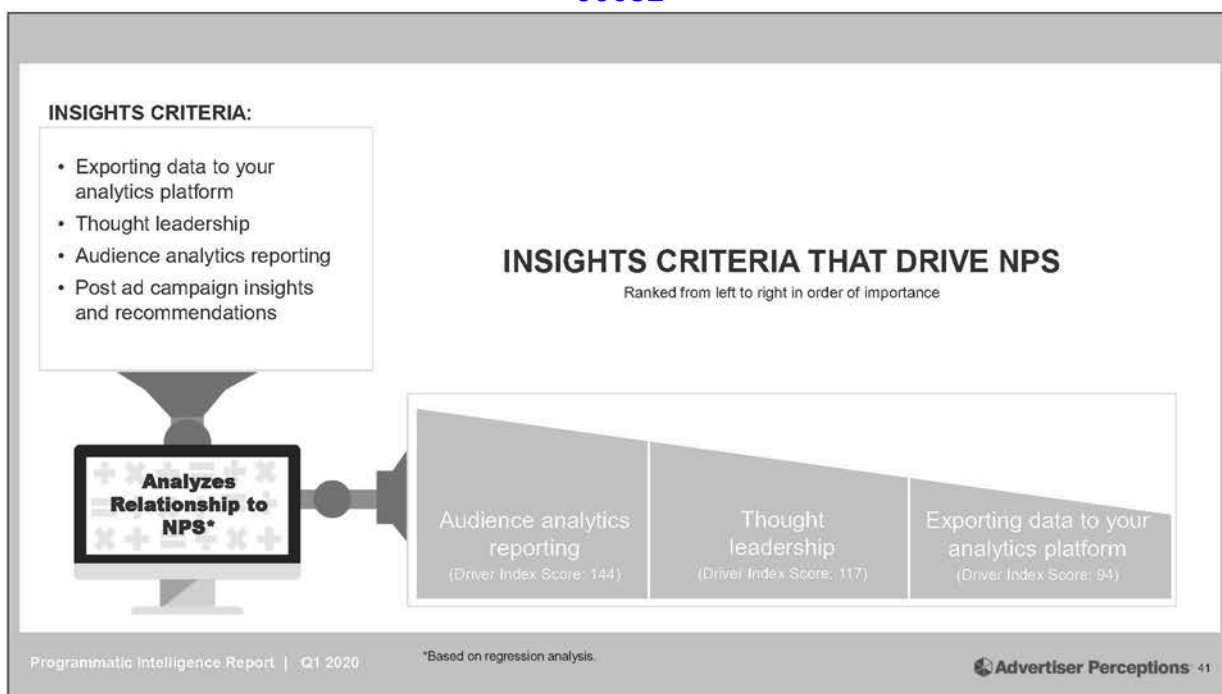 INSIGHTS CRITERIA:
• Exporting data to your
analytics platform
• Thought leadership
• Audience analytics reporting
• Post ad campaign insights
and recommendations
INSIGHTS CRITERIA THAT DRIVE NPS
Ranked from left to right in order of importance
Analyzes
Relationship to
NPS*
Audience analytics
reporting
(Driver Index Score: 144)
Thought
leadership
(Driver Index Score: 117)
Exporting data to your
analytics platform
(Driver Index Score: 94)
Programmatic Intelligence Report | Q1 2020
*Based on regression analysis.
Advertiser Perceptions 41